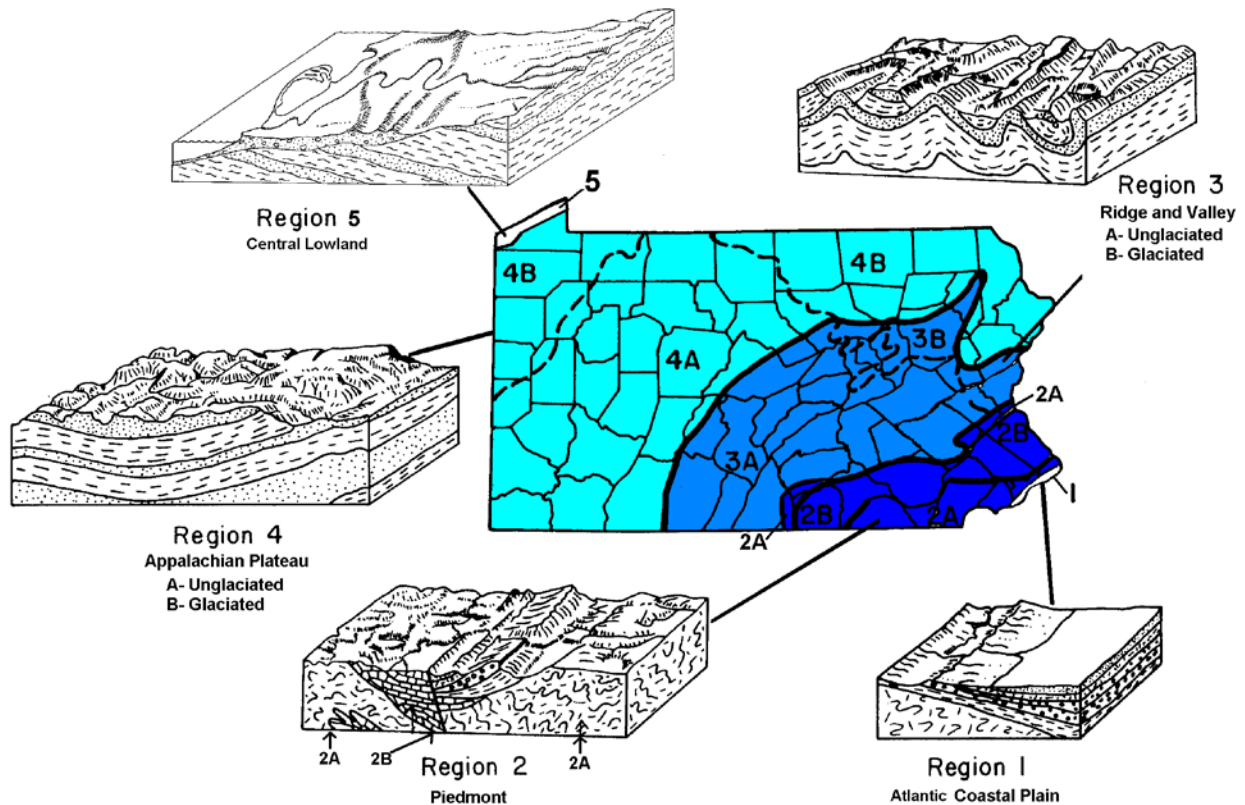 Region 5
Central Lowland
Region 3
Ridge and Valley
A- Unglaciated
B- Glaciated
5
4B
4B
3B
4A
2A
2B
3A
1
2B
2A
2A
Region 4
Appalachian Plateau
A- Unglaciated
B- Glaciated
2A
2B
2A
Region 2
Piedmont
Region 1
Atlantic Coastal Plain